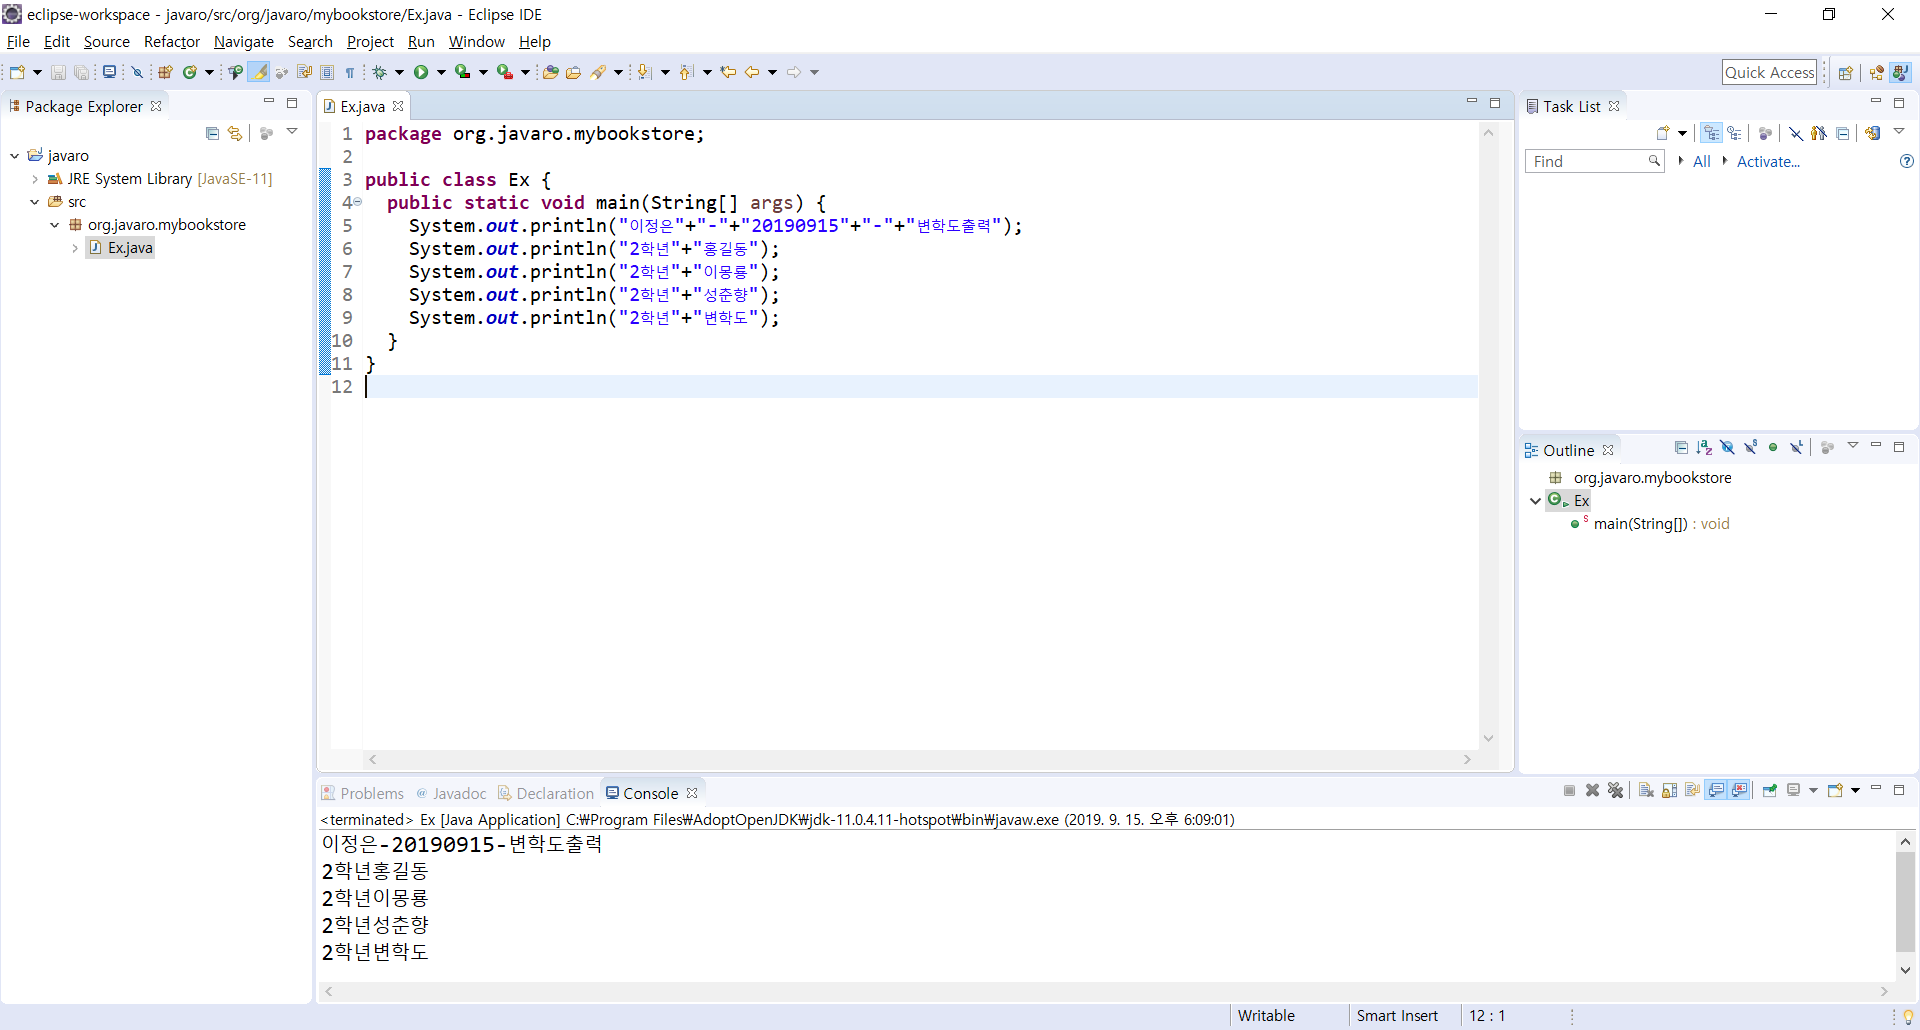 eclipse-workspace - javaro/src/org/javaro/mybookstore/Ex.java - Eclipse IDE
File Edit Source Refactor Navigate Search Project Run Window Help
Quick Access
Package Explorer
javaro
JRE System Library [JavaSE-11]
src
org.javaro.mybookstore
Ex.java
Ex.java
1 package org.javaro.mybookstore;
2
3 public class Ex {
4 public static void main(String[] args) {
5 System.out.println("이정은"+"-"+"20190915"+"-"+"변학도출력");
6 System.out.println("2학년"+"홍길동");
7 System.out.println("2학년"+"이몽룡");
8 System.out.println("2학년"+"성춘향");
9 System.out.println("2학년"+"변학도");
10 }
11 }
12
Task List
Find All Activate...
Outline
org.javaro.mybookstore
Ex
main(String[]) : void
Problems @ Javadoc Declaration Console
<terminated> Ex [Java Application] C:₩Program Files₩AdoptOpenJDK₩jdk-11.0.4.11-hotspot₩bin₩javaw.exe (2019. 9. 15. 오후 6:09:01)
이정은-20190915-변학도출력
2학년홍길동
2학년이몽룡
2학년성춘향
2학년변학도
Writable Smart Insert 12 : 1